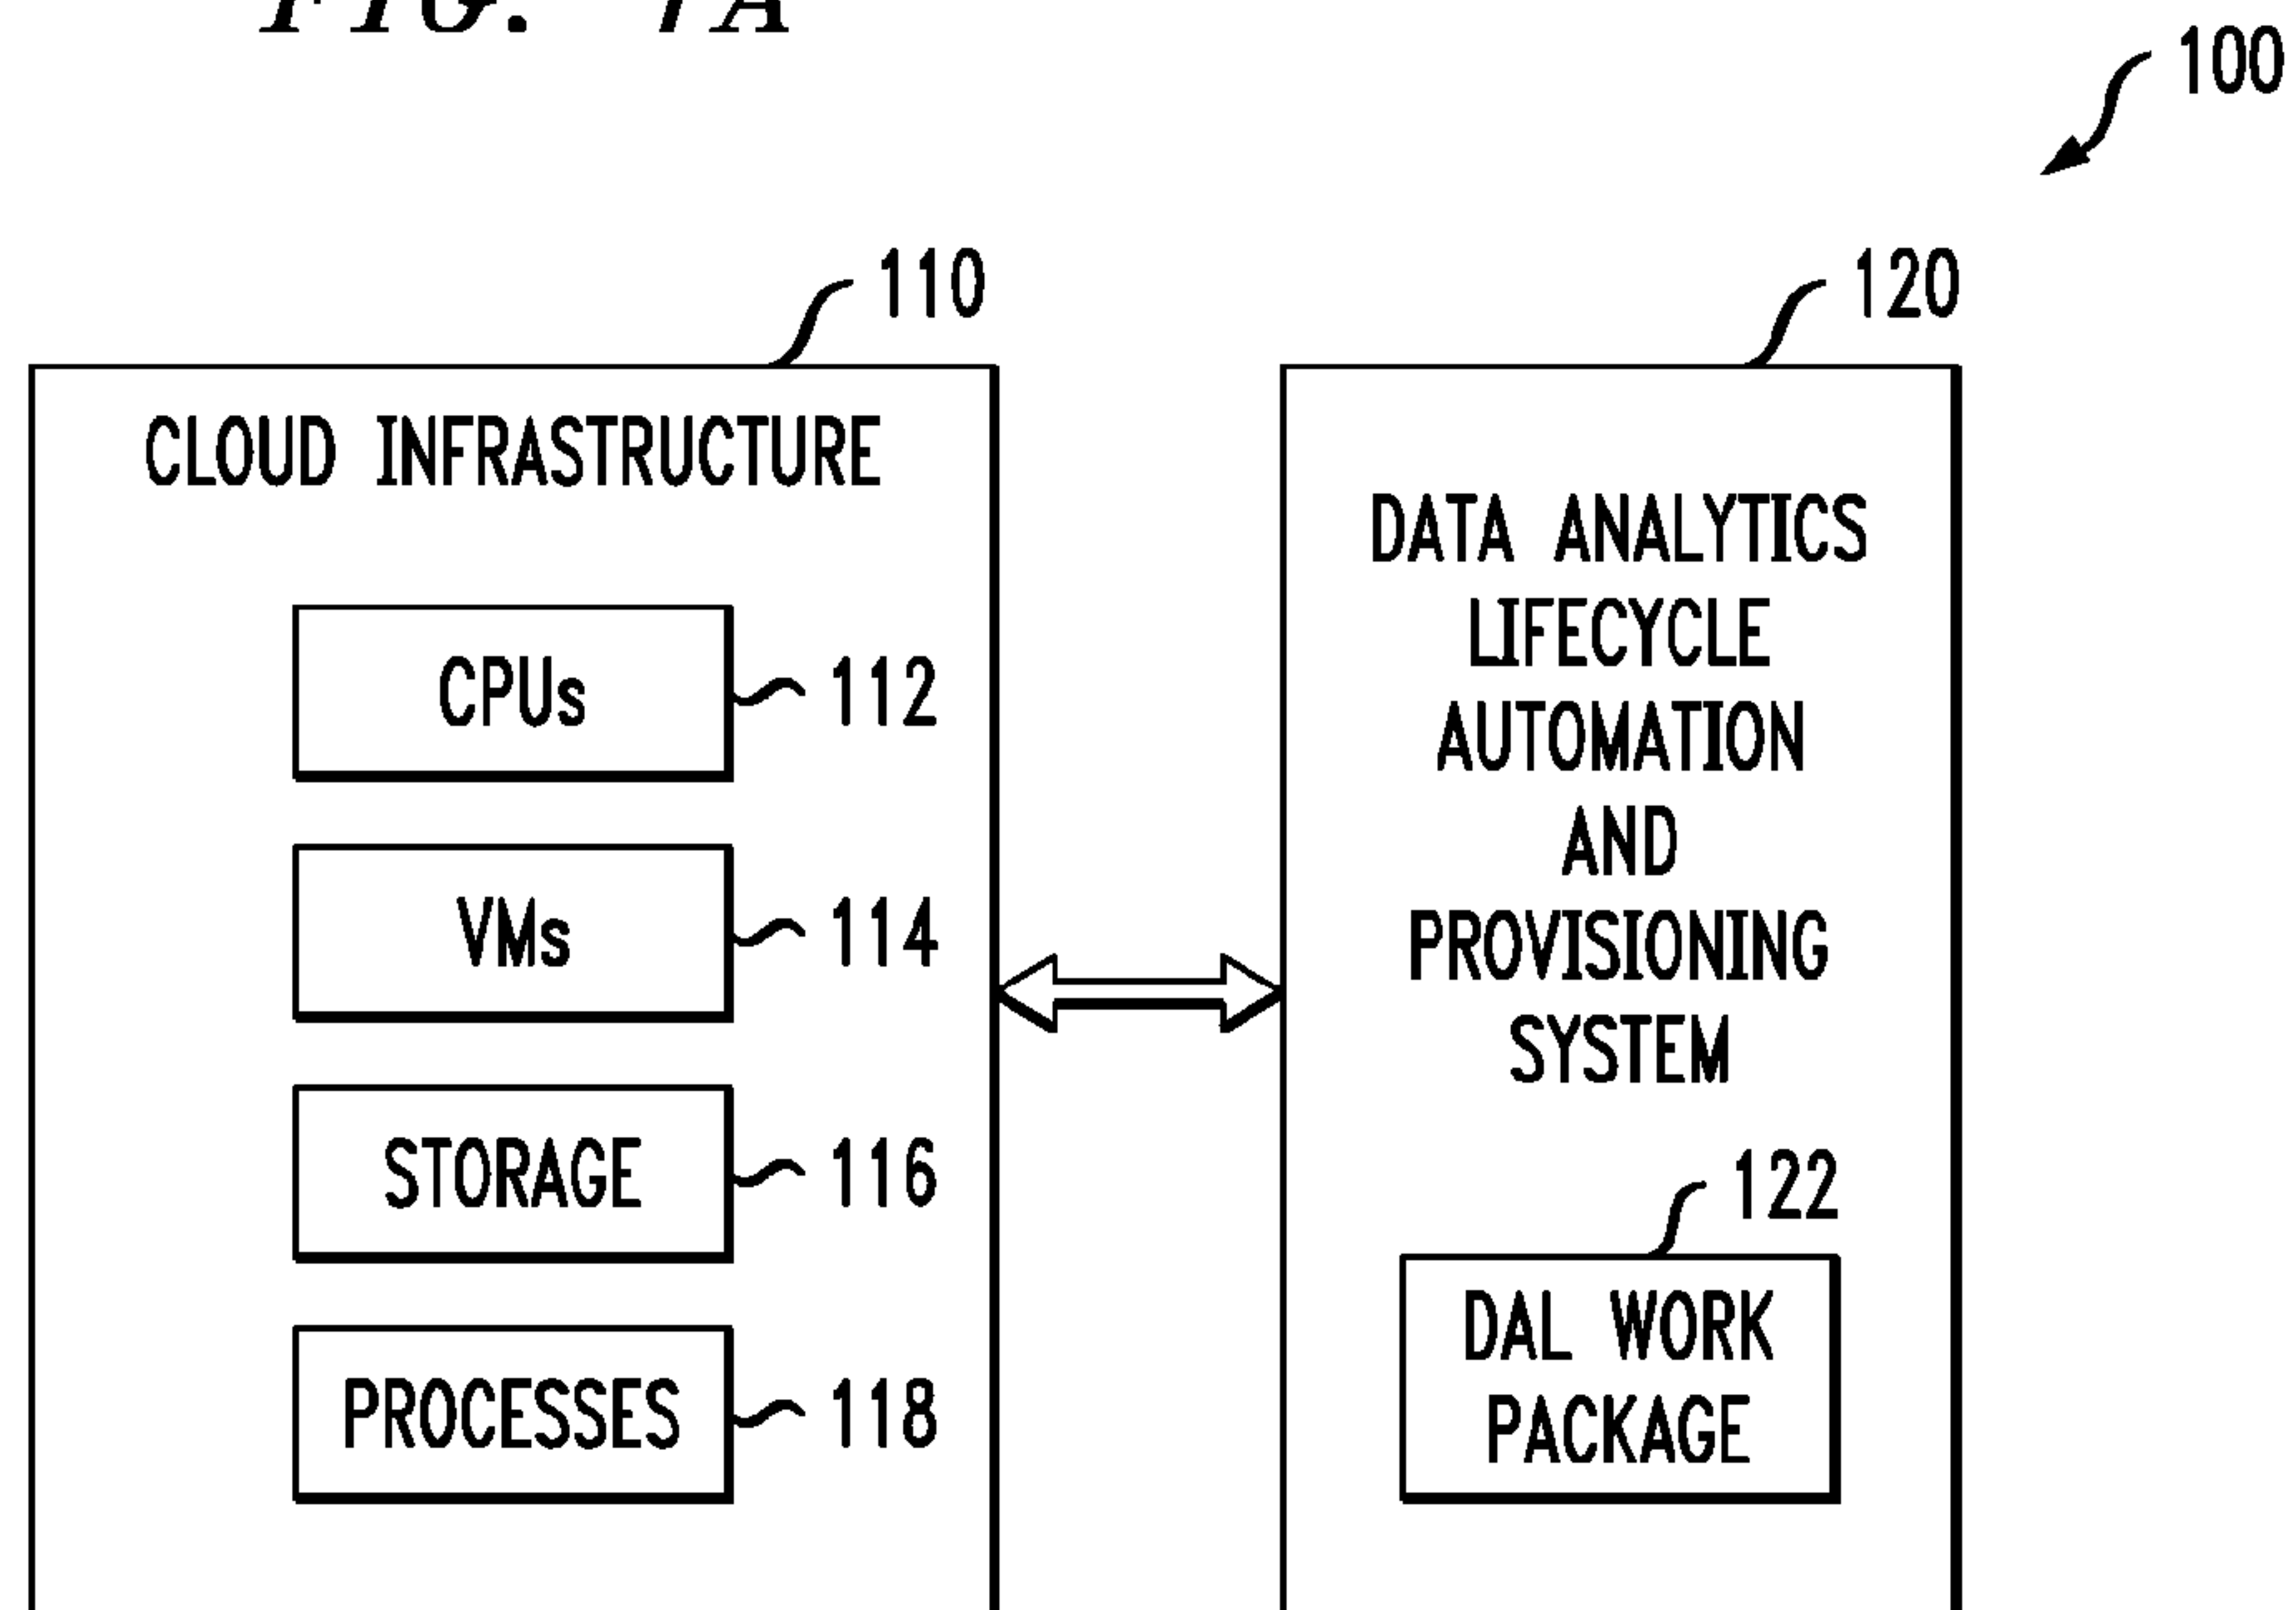 FIG. 1A
100
110
120
CLOUD INFRASTRUCTURE
CPUs
112
VMs
114
STORAGE
116
PROCESSES
118
DATA ANALYTICS
LIFECYCLE
AUTOMATION
AND
PROVISIONING
SYSTEM
122
DAL WORK
PACKAGE